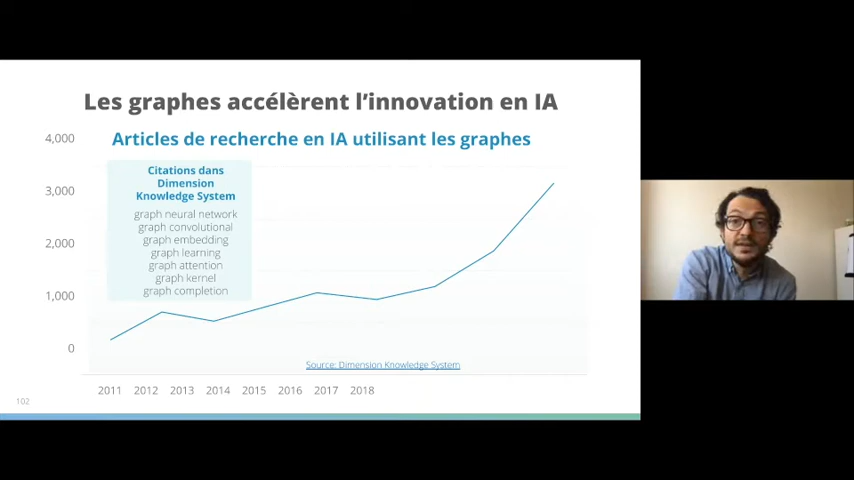 Les graphes accélèrent l'innovation en IA
Articles de recherche en IA utilisant les graphes
4,000
3,000
2,000
1,000
0
Citations dans
Dimension
Knowledge System
graph neural network
graph convolutional
graph embedding
graph learning
graph attention
graph kernel
graph completion
Source: Dimension Knowledge System
2011 2012 2013 2014 2015 2016 2017 2018
102